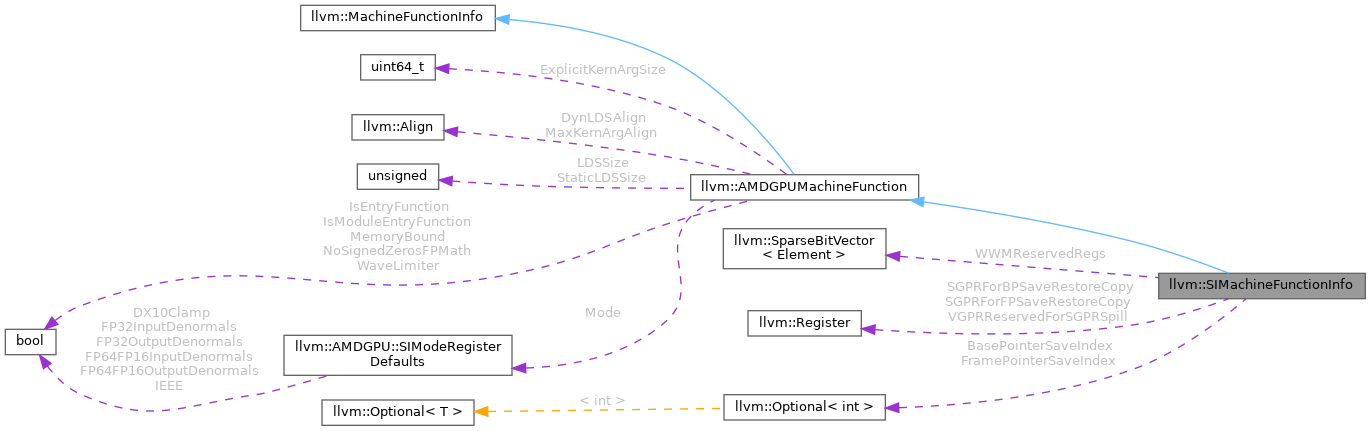 llvm::MachineFunctionInfo
uint64_t
ExplicitKernArgSize
llvm::Align
DynLDSAlign
MaxKernArgAlign
unsigned
LDSSize
StaticLDSSize
llvm::AMDGPUMachineFunction
IsEntryFunction
IsModuleEntryFunction
MemoryBound
NoSignedZerosFPMath
WaveLimiter
llvm::SparseBitVector
< Element >
WWMReservedRegs
llvm::SIMachineFunctionInfo
SGPRForBPSaveRestoreCopy
SGPRForFPSaveRestoreCopy
VGPRReservedForSGPRSpill
llvm::Register
Mode
bool
DX10Clamp
FP32InputDenormals
FP32OutputDenormals
FP64FP16InputDenormals
FP64FP16OutputDenormals
IEEE
llvm::AMDGPU::SIModeRegister
Defaults
BasePointerSaveIndex
FramePointerSaveIndex
llvm::Optional< T >
< int >
llvm::Optional< int >